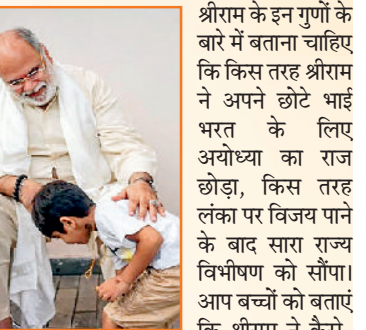 श्रीराम के इन गुणों के
बारे में बताना चाहिए
कि किस तरह श्रीराम
ने अपने छोटे भाई
भरत के लिए
अयोध्या का राज
छोड़ा, किस तरह
लंका पर विजय पाने
के बाद सारा राज्य
विभीषण को सौंपा।
आप बच्चों को बताएं
कि श्रीराम ने कैसे